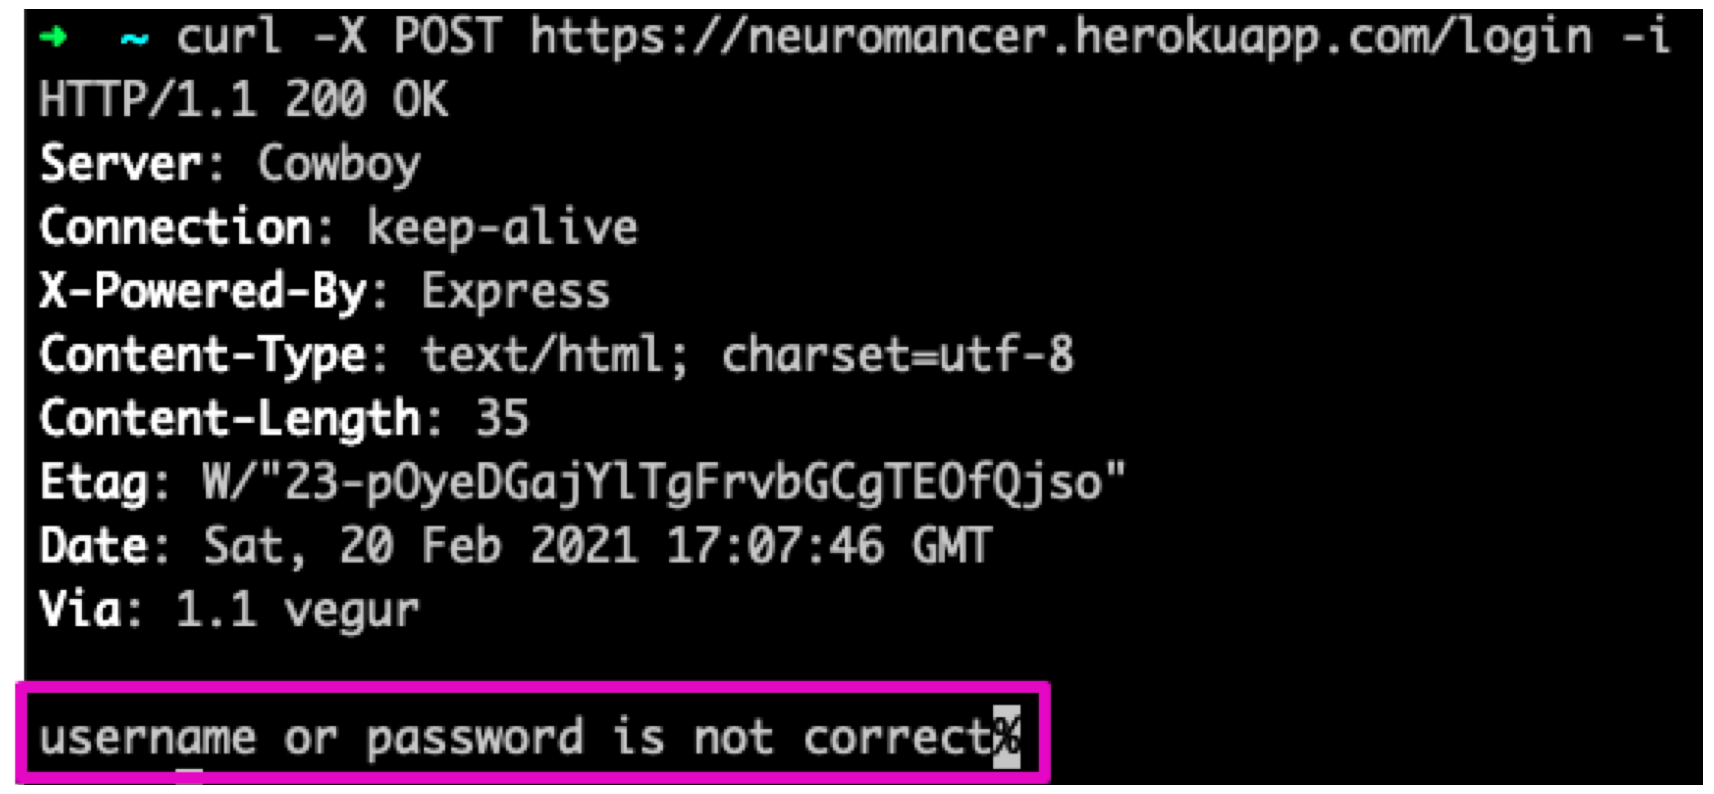 ➜ ~ curl -X POST https://neuromancer.herokuapp.com/login -i
HTTP/1.1 200 OK
Server: Cowboy
Connection: keep-alive
X-Powered-By: Express
Content-Type: text/html; charset=utf-8
Content-Length: 35
Etag: W/"23-pOyeDGajYlTgFrvbGCgTEOfQjso"
Date: Sat, 20 Feb 2021 17:07:46 GMT
Via: 1.1 vegur
username or password is not correct%